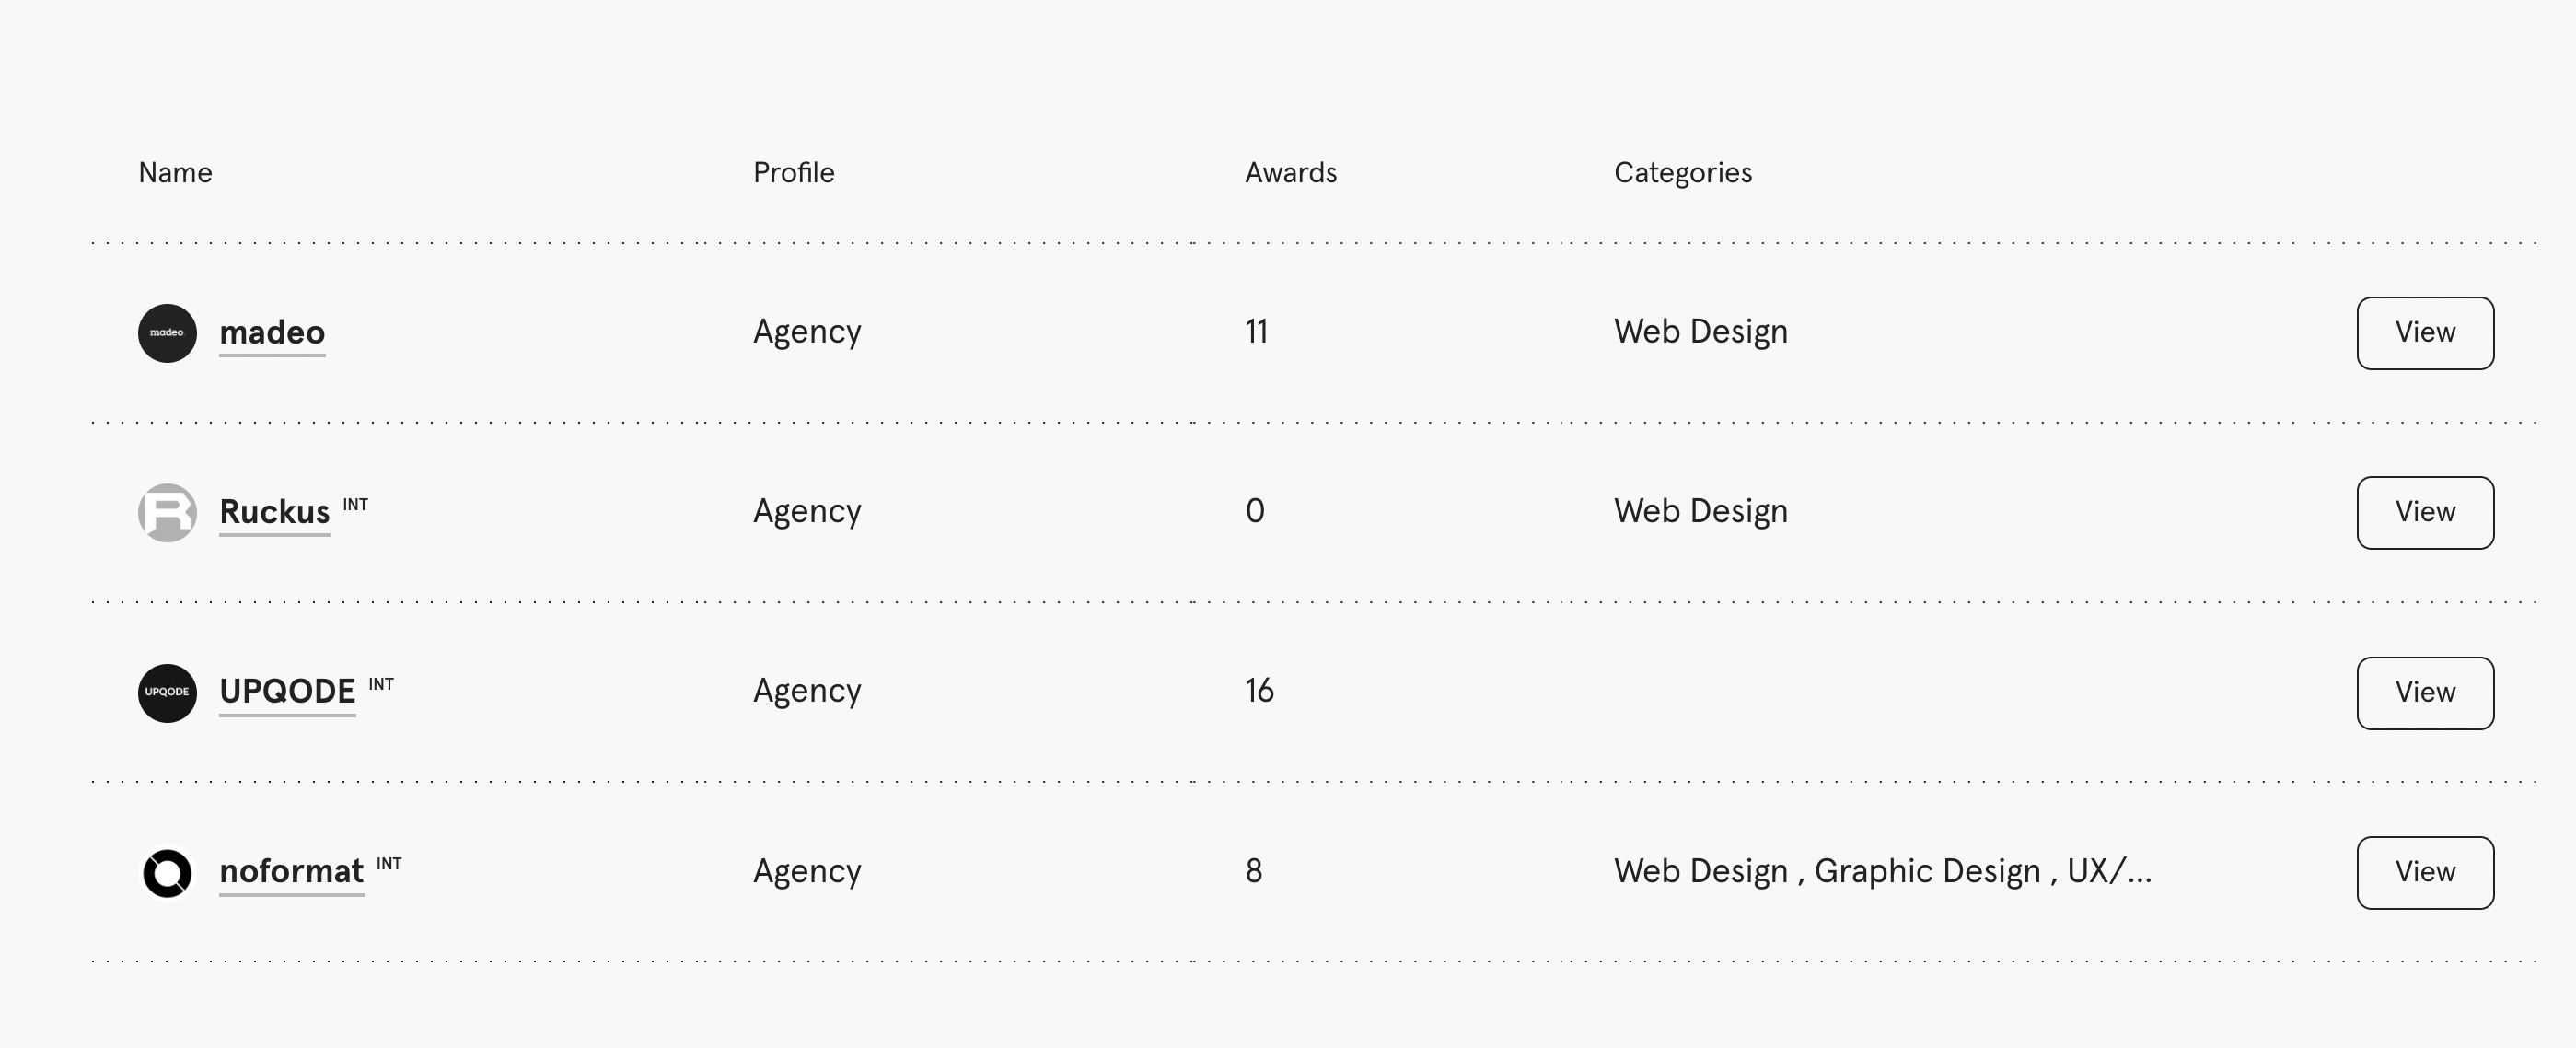 Name Profile Awards Categories
madeo madeo Agency 11 Web Design View
R Ruckus INT Agency 0 Web Design View
UPQODE UPQODE INT Agency 16 View
noformat INT Agency 8 Web Design , Graphic Design , UX/... View